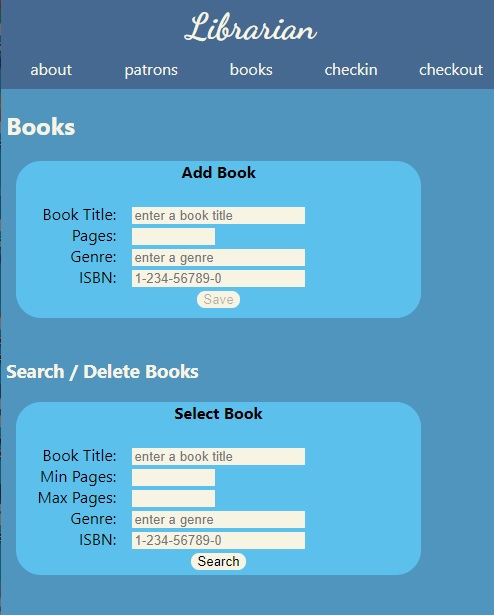 Librarian
about patrons books checkin checkout
Books
Add Book
Book Title: enter a book title
Pages:
Genre: enter a genre
ISBN: 1-234-56789-0
Save
Search / Delete Books
Select Book
Book Title: enter a book title
Min Pages:
Max Pages:
Genre: enter a genre
ISBN: 1-234-56789-0
Search